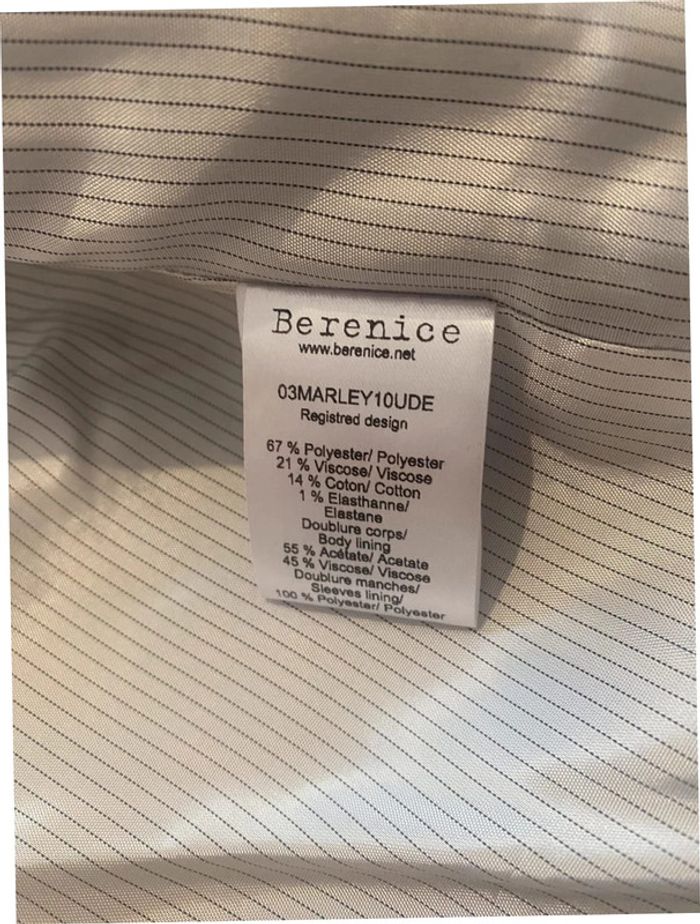 Berenice
www.berenice.net
03MARLEY10UDE
Registred design
67 % Polyester/ Polyester
21 % Viscose/ Viscose
14 % Coton/ Cotton
1 % Elasthanne/
Elastane
Doublure corps/
Body lining
55 % Acétate/ Acetate
45 % Viscose/ Viscose
Doublure manches/
Sleeves lining/
100 % Polyester/ Polyester